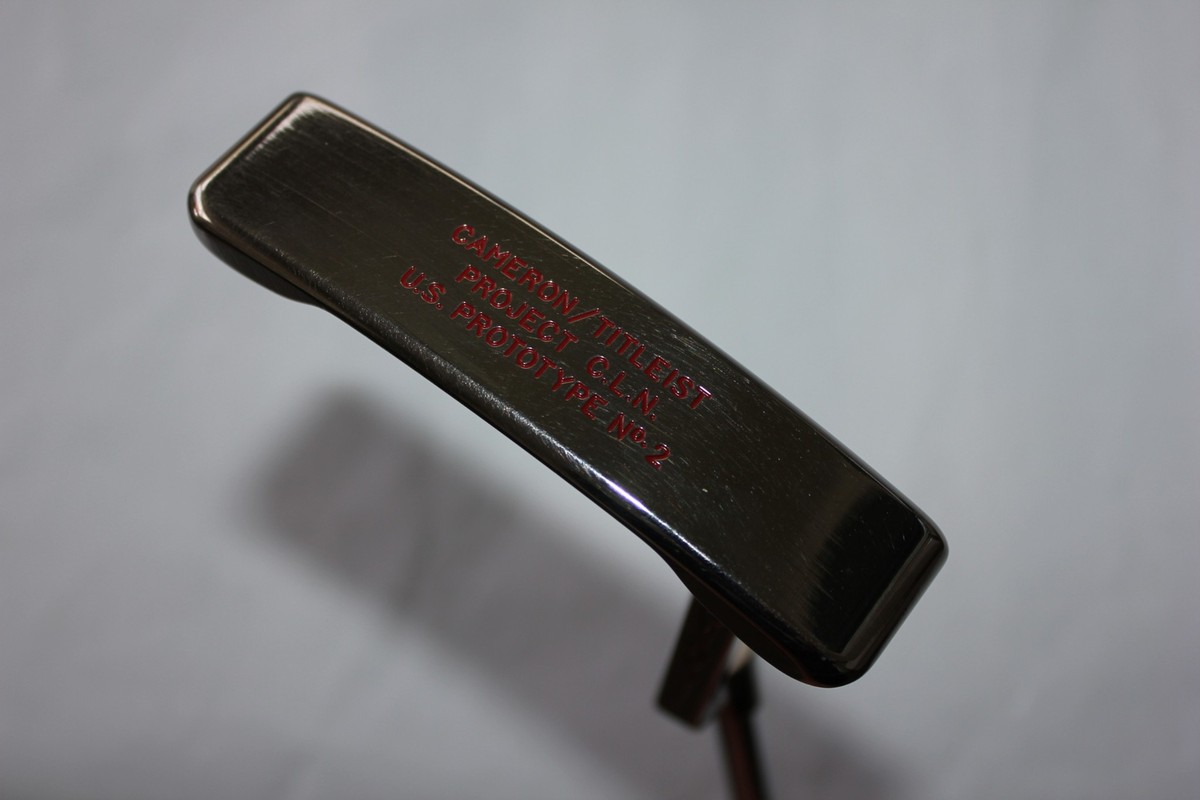 CAMERON/TITLEIST
PROJECT C.L.N.
U.S. PROTOTYPE No. 2